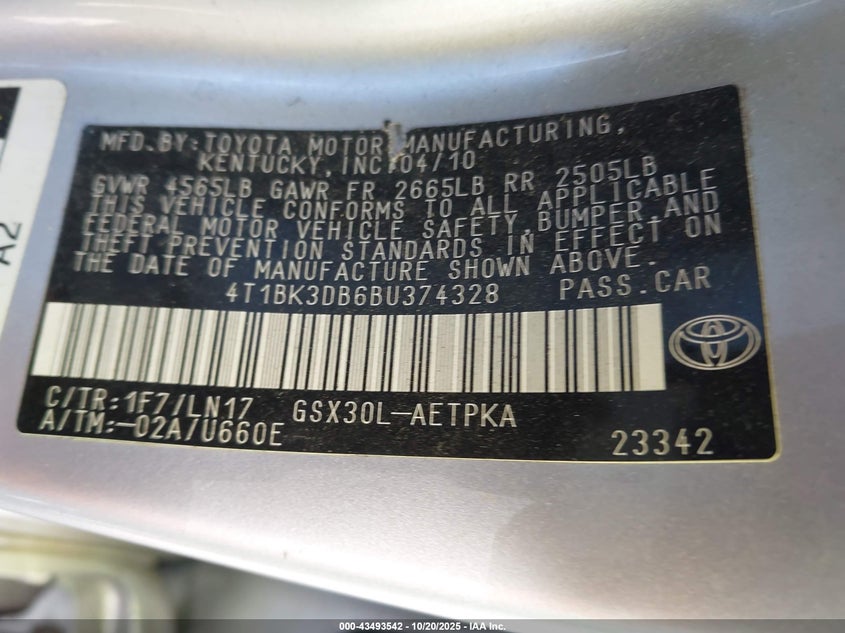 A2
MFD.BY:TOYOTA MOTOR MANUFACTURING,
KENTUCKY,INC 04/10
GVWR 4565LB GAWR FR 2665LB RR 2505LB
THIS VEHICLE CONFORMS TO ALL APPLICABLE
FEDERAL MOTOR VEHICLE SAFETY,BUMPER,AND
THEFT PREVENTION STANDARDS IN EFFECT ON
THE DATE OF MANUFACTURE SHOWN ABOVE.
4T1BK3DB6BU374328 PASS.CAR
C/TR:1F7/LN17 GSX30L-AETPKA
A/TM:-02A/U660E 23342
000-43493542 | 10/20/2025 | IAA Inc.